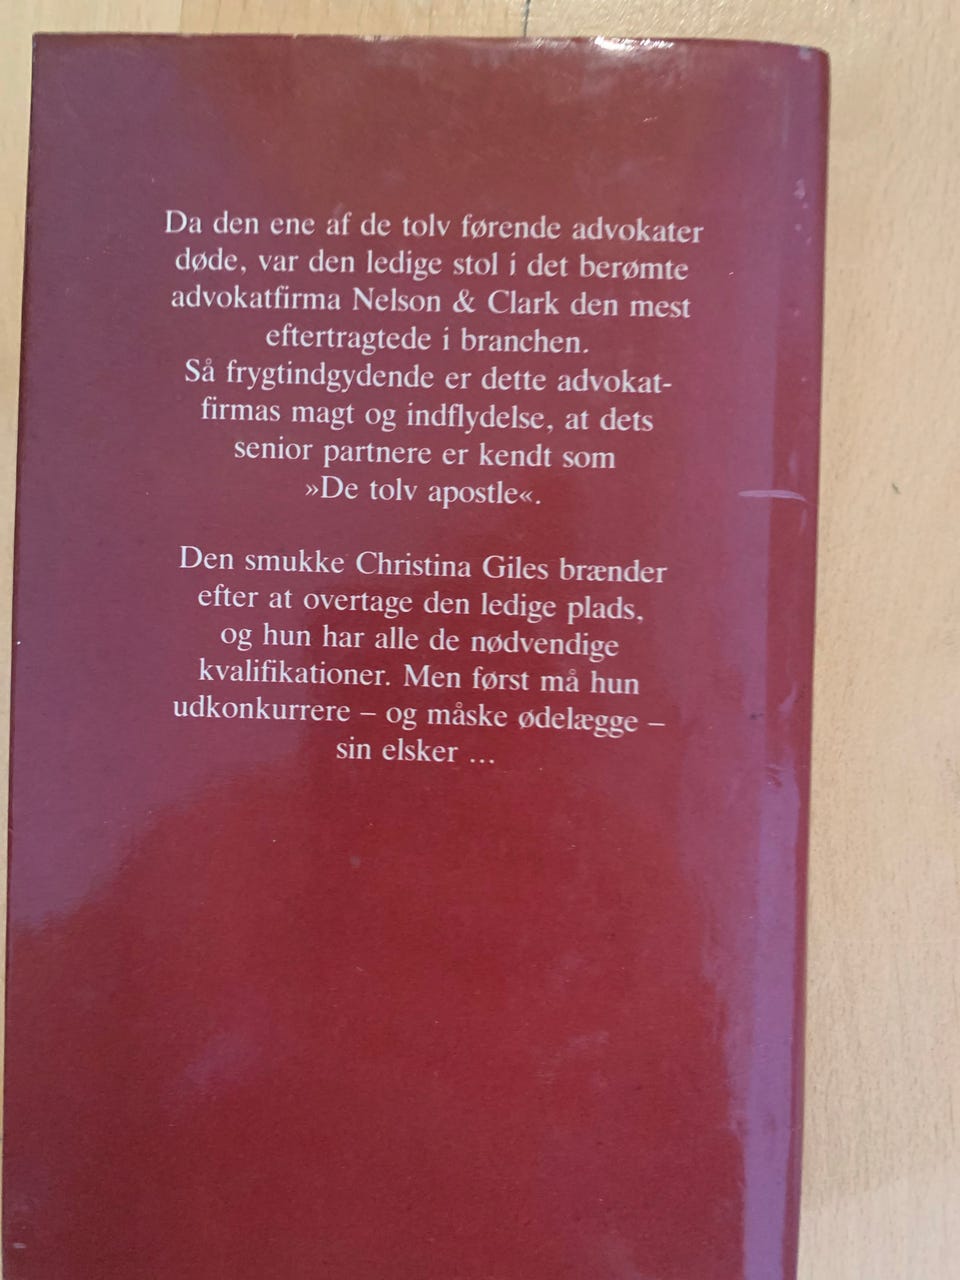 Da den ene af de tolv førende advokater
døde, var den ledige stol i det berømte
advokatfirma Nelson & Clark den mest
eftertragtede i branchen.
Så frygtindgydende er dette advokat-
firmas magt og indflydelse, at dets
senior partnere er kendt som
»De tolv apostle«.
Den smukke Christina Giles brænder
efter at overtage den ledige plads,
og hun har alle de nødvendige
kvalifikationer. Men først må hun
udkonkurrere – og måske ødelægge –
sin elsker ...